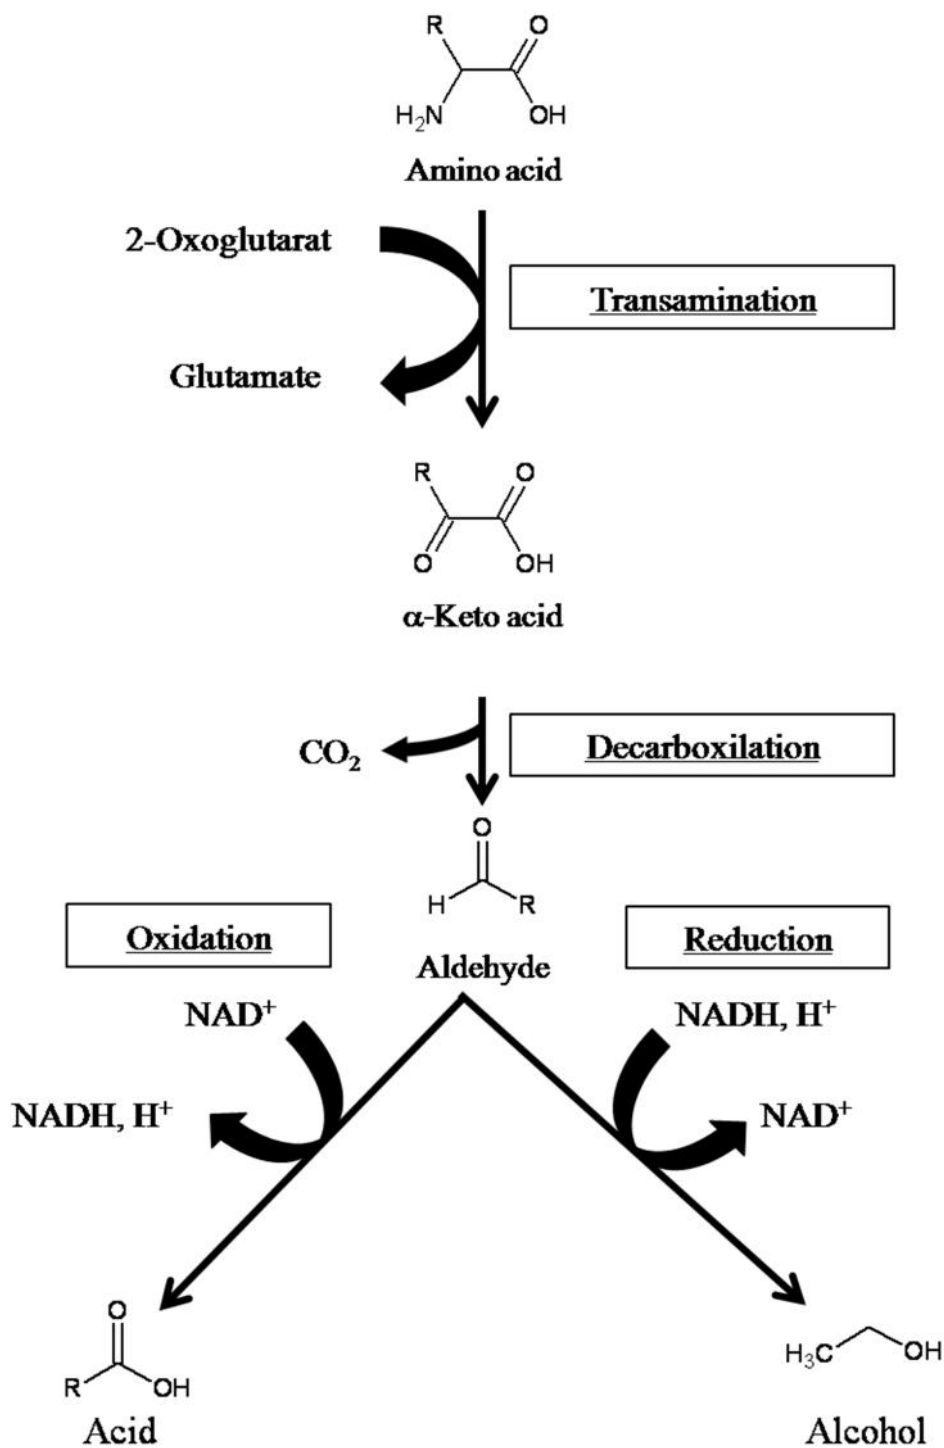 R
O
H₂N
OH
Amino acid
2-Oxoglutarat
Transamination
Glutamate
R
O
O
OH
α-Keto acid
CO₂
Decarboxilation
O
H
R
Oxidation
Reduction
Aldehyde
NAD⁺
NADH, H⁺
NADH, H⁺
NAD⁺
O
R
OH
H₃C
OH
Acid
Alcohol